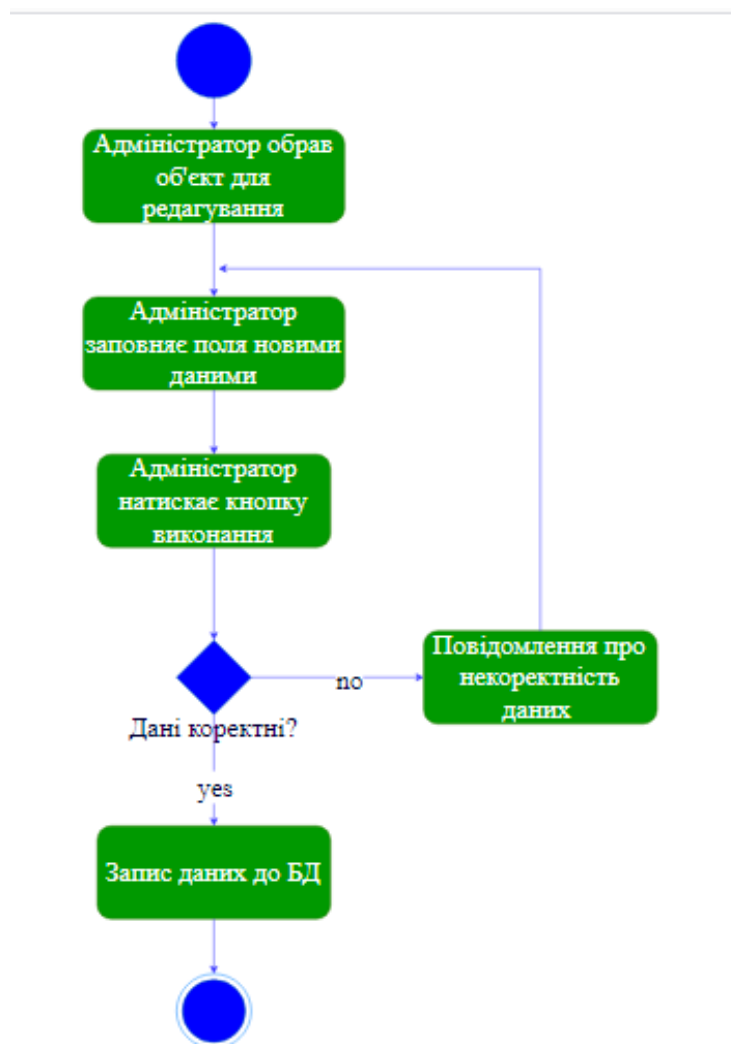 Адміністратор обрав
об'єкт для
редагування
Адміністратор
заповняє поля новими
даними
Адміністратор
натискає кнопку
виконання
Повідомлення про
некоректність
даних
no
Дані коректні?
yes
Запис даних до БД